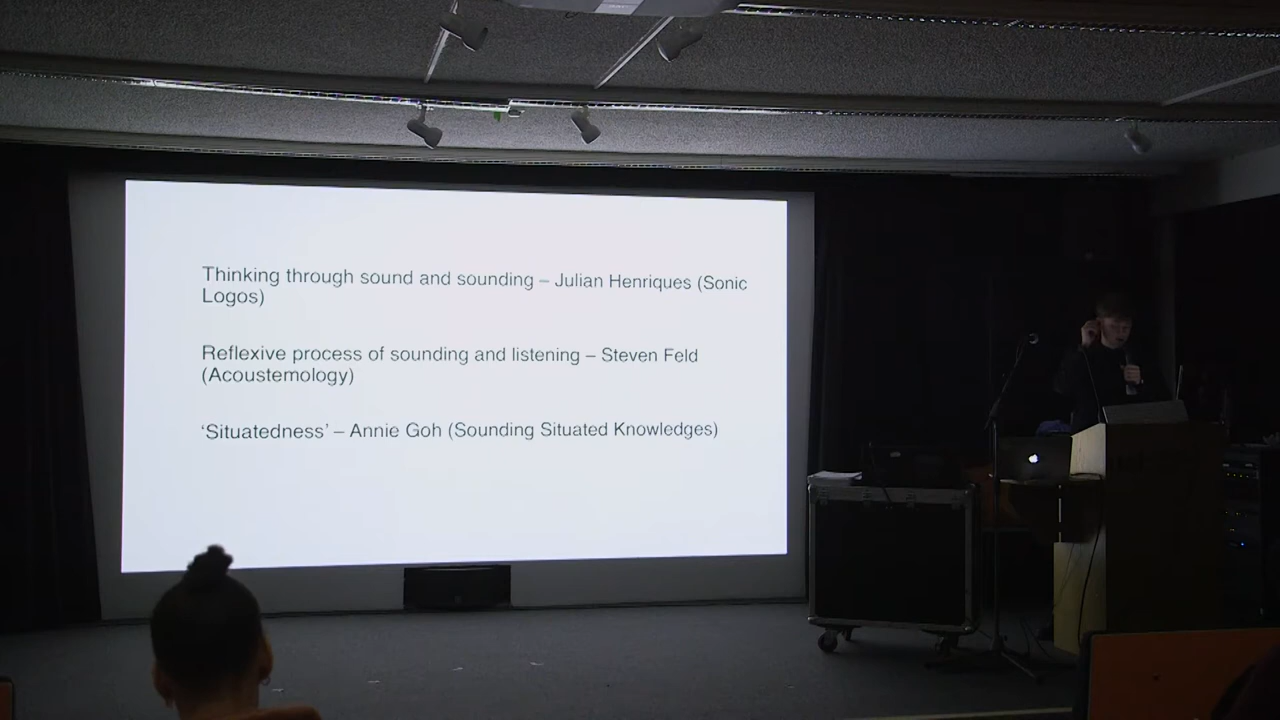 Thinking through sound and sounding – Julian Henriques (Sonic
Logos)
Reflexive process of sounding and listening – Steven Feld
(Acoustemology)
‘Situatedness’ – Annie Goh (Sounding Situated Knowledges)